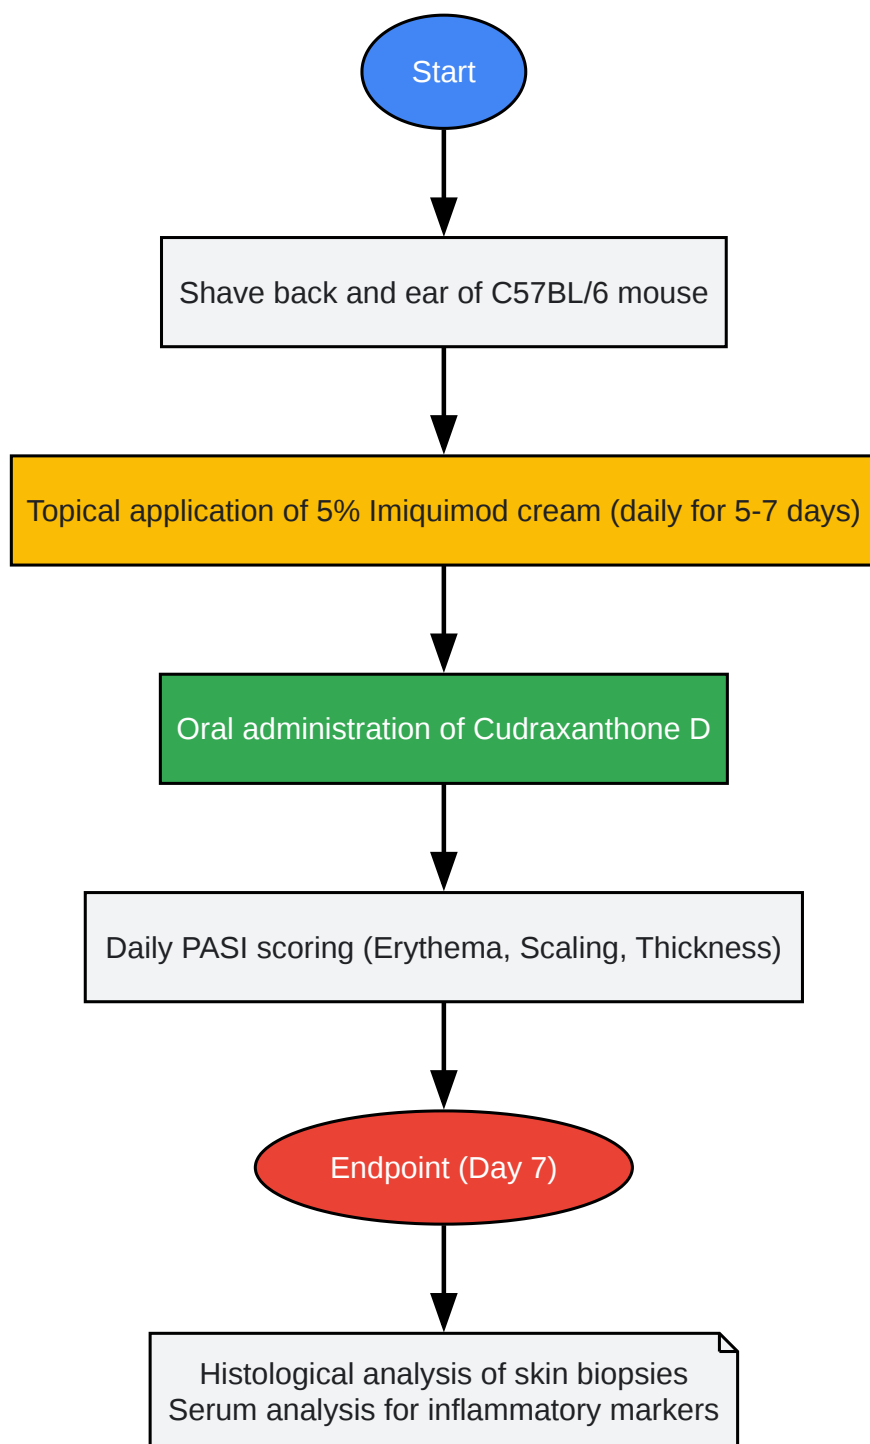 Start
Shave back and ear of C57BL/6 mouse
Topical application of 5% Imiquimod cream (daily for 5-7 days)
Oral administration of Cudraxanthone D
Daily PASI scoring (Erythema, Scaling, Thickness)
Endpoint (Day 7)
Histological analysis of skin biopsies
Serum analysis for inflammatory markers